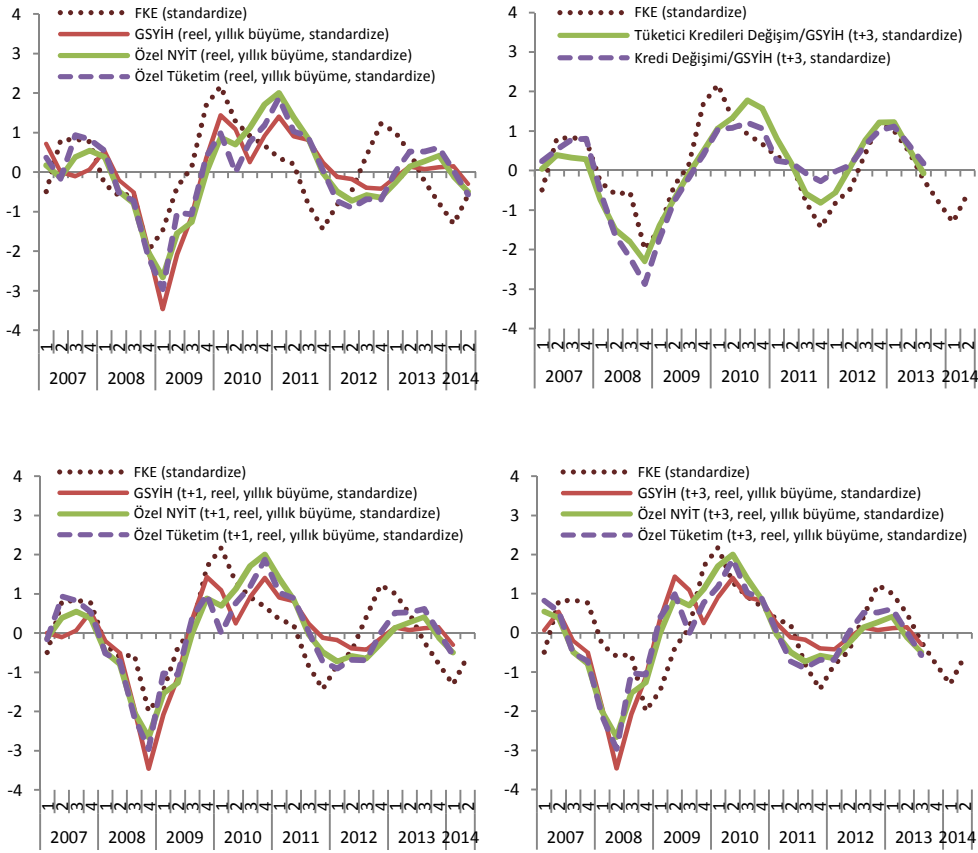 FKE (standardize)
GSYİH (reel, yıllık büyüme, standardize)
Özel NYİT (reel, yıllık büyüme, standardize)
Özel Tüketim (reel, yıllık büyüme, standardize)
4
3
2
1
0
-1
-2
-3
-4
1 2 3 4 1 2 3 4 1 2 3 4 1 2 3 4 1 2 3 4 1 2 3 4 1 2 3 4 1 2
2007 2008 2009 2010 2011 2012 2013 2014
FKE (standardize)
Tüketici Kredileri Değişim/GSYİH (t+3, standardize)
Kredi Değişimi/GSYİH (t+3, standardize)
4
3
2
1
0
-1
-2
-3
-4
1 2 3 4 1 2 3 4 1 2 3 4 1 2 3 4 1 2 3 4 1 2 3 4 1 2 3 4 1 2
2007 2008 2009 2010 2011 2012 2013 2014
FKE (standardize)
GSYİH (t+1, reel, yıllık büyüme, standardize)
Özel NYİT (t+1, reel, yıllık büyüme, standardize)
Özel Tüketim (t+1, reel, yıllık büyüme, standardize)
4
3
2
1
0
-1
-2
-3
-4
1 2 3 4 1 2 3 4 1 2 3 4 1 2 3 4 1 2 3 4 1 2 3 4 1 2 3 4 1 2
2007 2008 2009 2010 2011 2012 2013 2014
FKE (standardize)
GSYİH (t+3, reel, yıllık büyüme, standardize)
Özel NYİT (t+3, reel, yıllık büyüme, standardize)
Özel Tüketim (t+3, reel, yıllık büyüme, standardize)
4
3
2
1
0
-1
-2
-3
-4
1 2 3 4 1 2 3 4 1 2 3 4 1 2 3 4 1 2 3 4 1 2 3 4 1 2 3 4 1 2
2007 2008 2009 2010 2011 2012 2013 2014